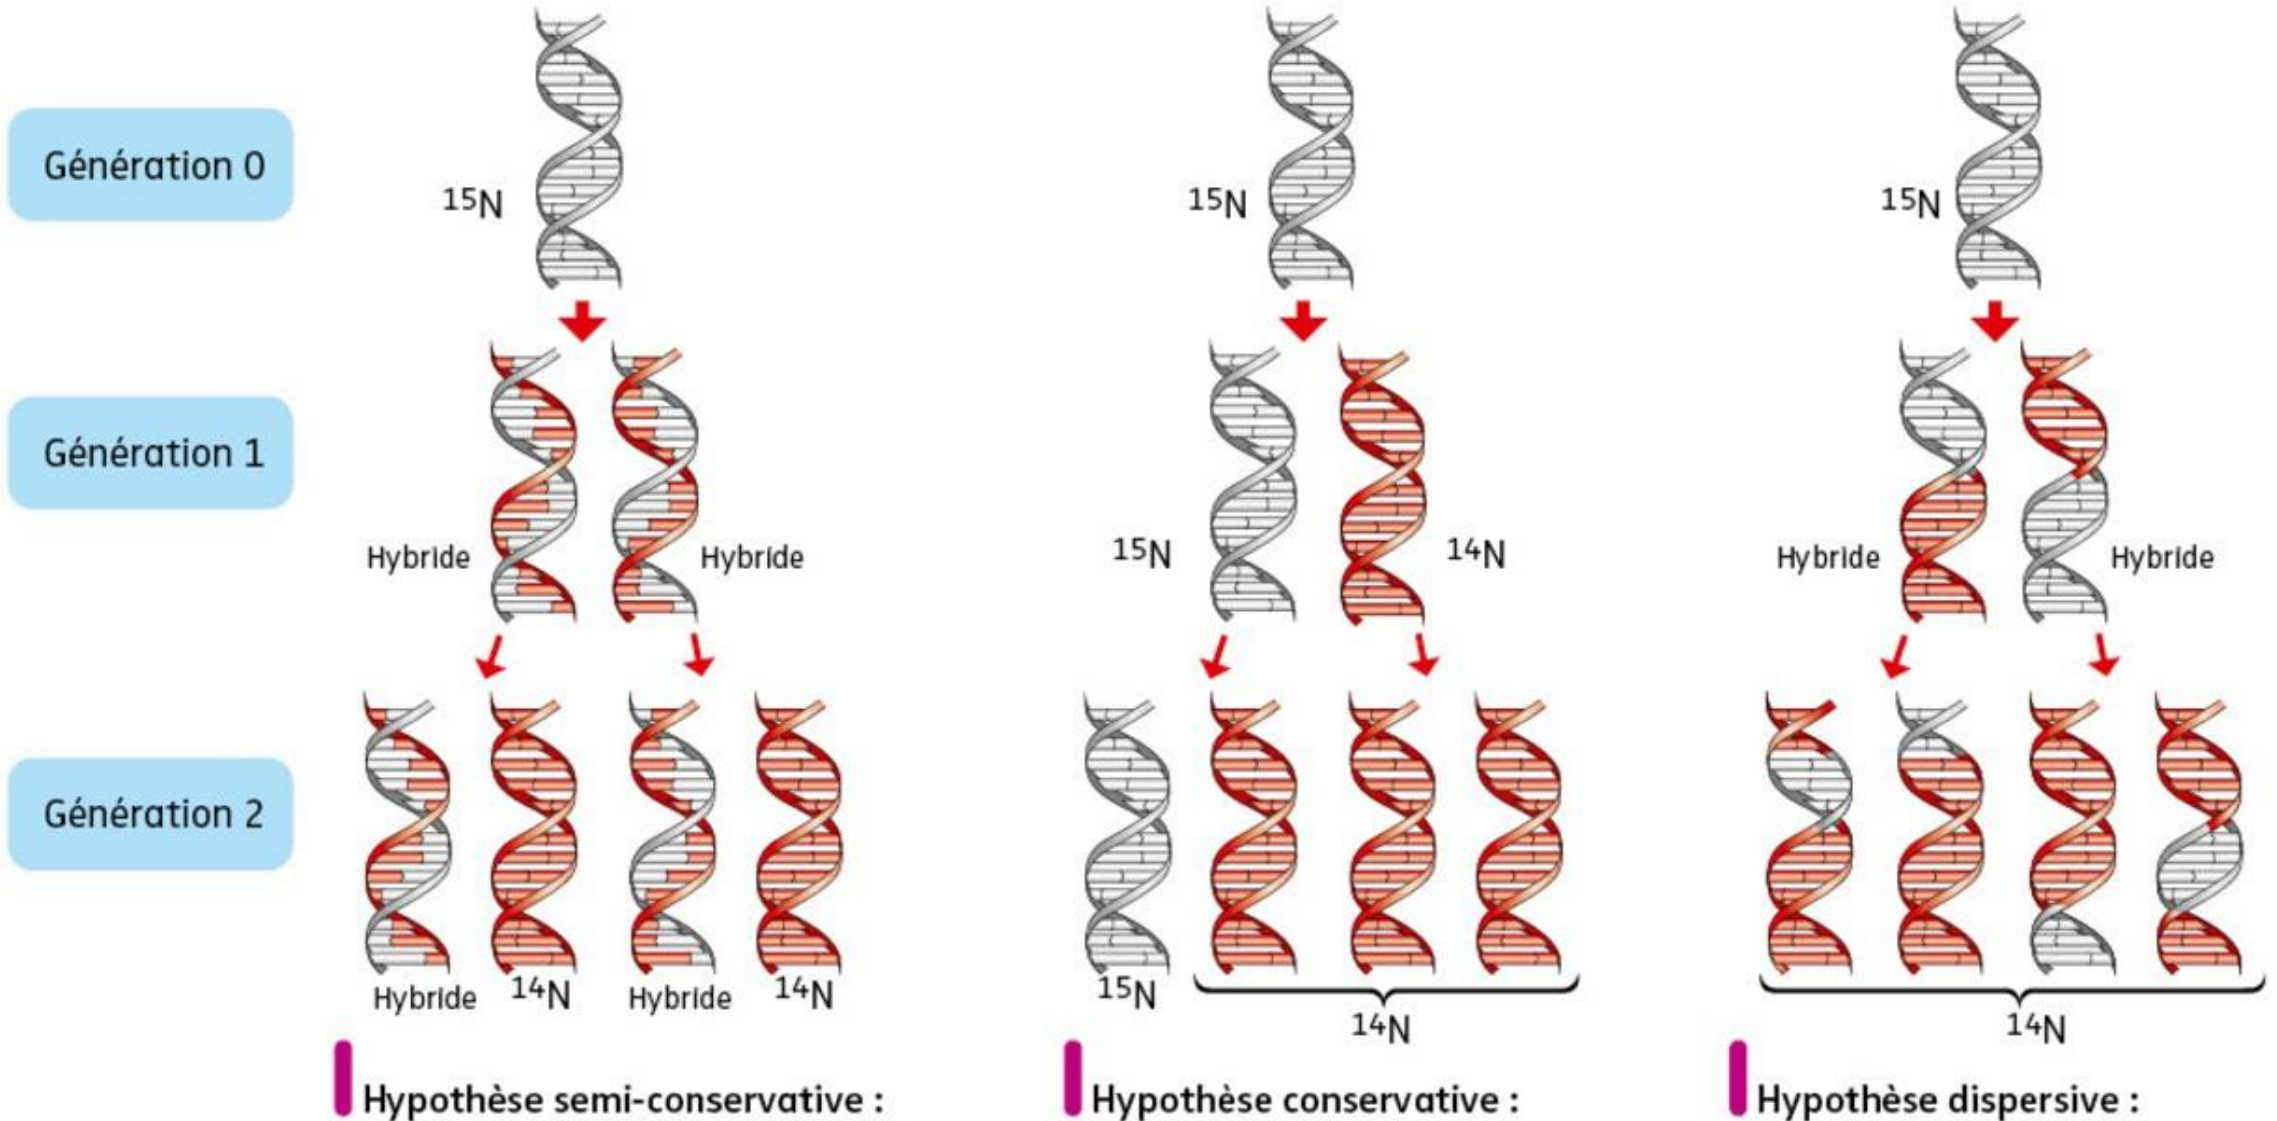 Génération 0
¹⁵N
¹⁵N
¹⁵N
Génération 1
Hybride
Hybride
¹⁵N
¹⁴N
Hybride
Hybride
Génération 2
Hybride
¹⁴N
Hybride
¹⁴N
¹⁵N
¹⁴N
¹⁴N
Hypothèse semi-conservative :
Hypothèse conservative :
Hypothèse dispersive :